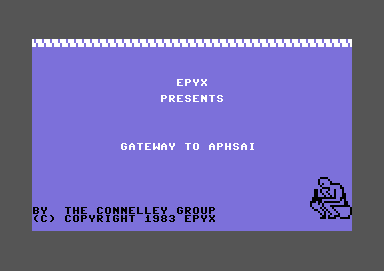 EPYX
PRESENTS
GATEWAY TO APHSAI
BY THE CONNELLEY GROUP
(C) COPYRIGHT 1983 EPYX